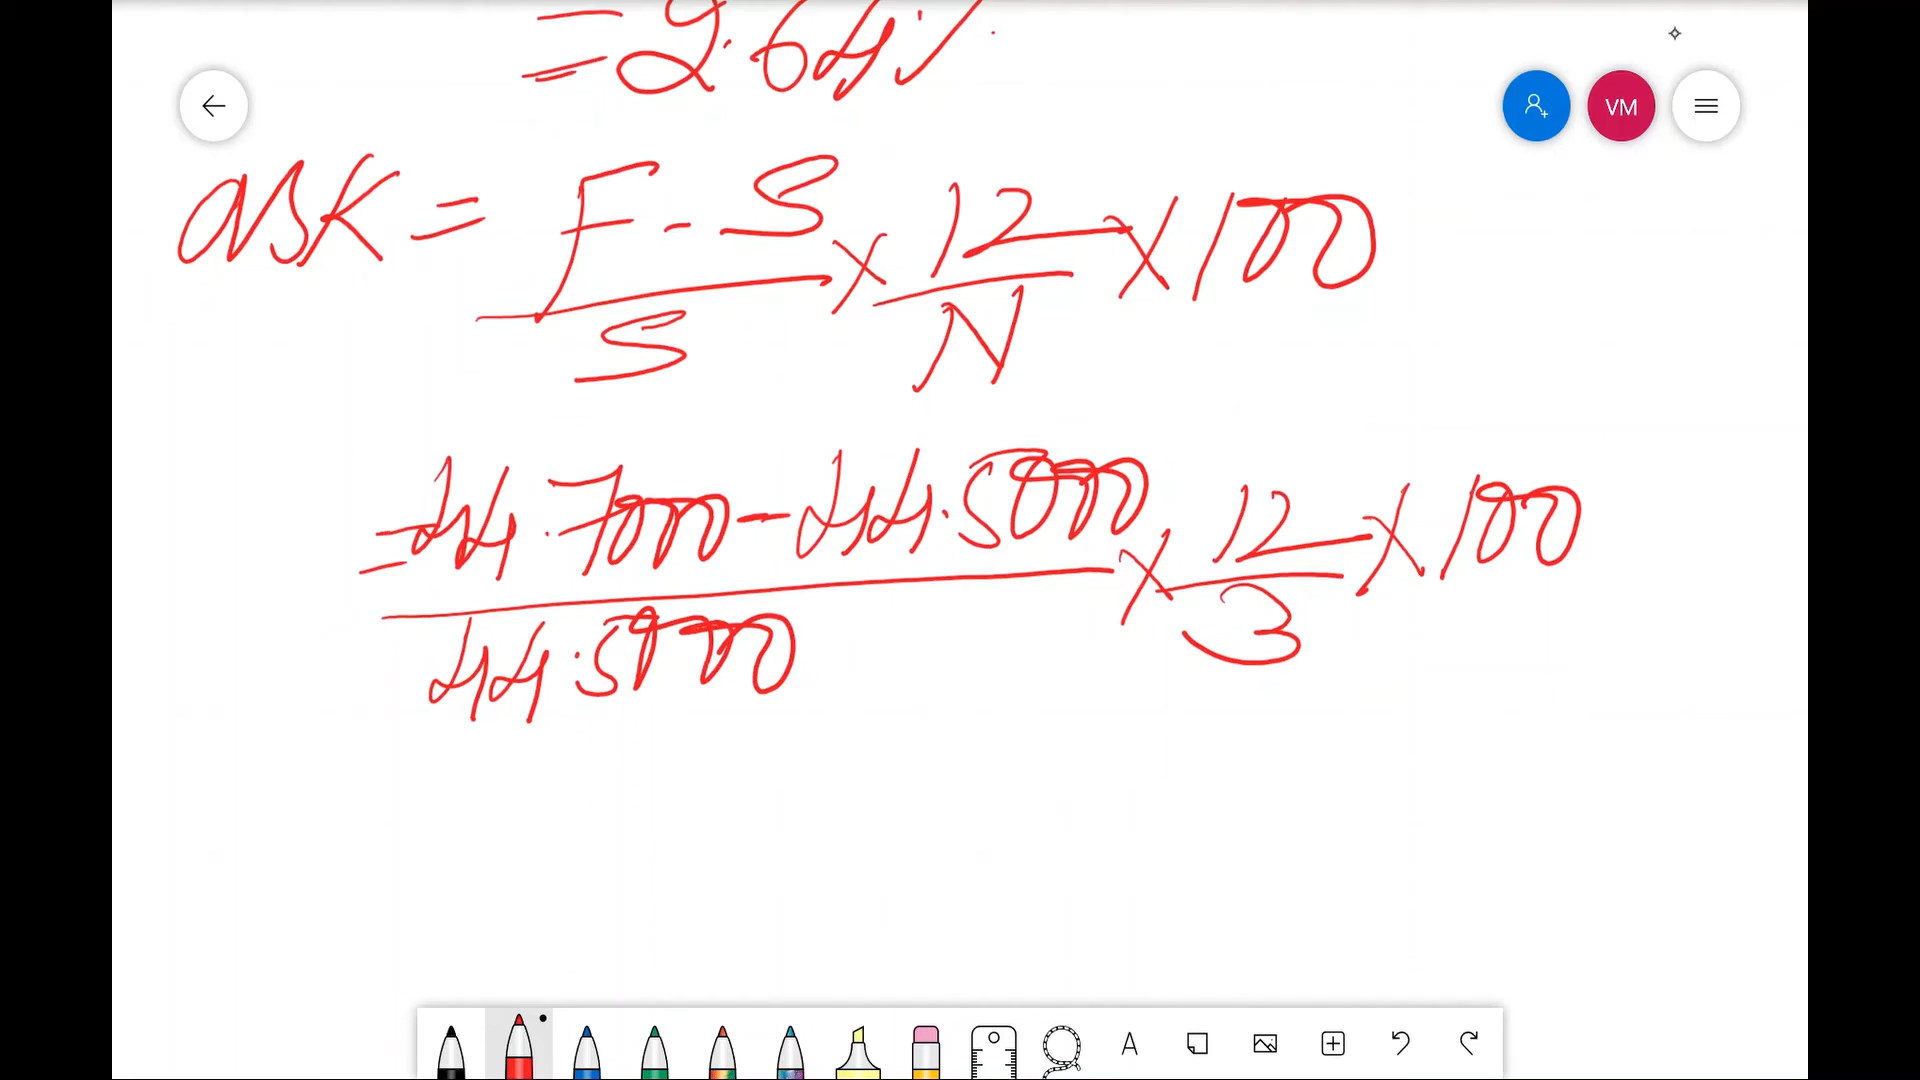 = 2.64%
VM
ask = F - S / S × 12 / N × 100
= 44.7000 - 44.5000 / 44.5000 × 12 / 3 × 100
A